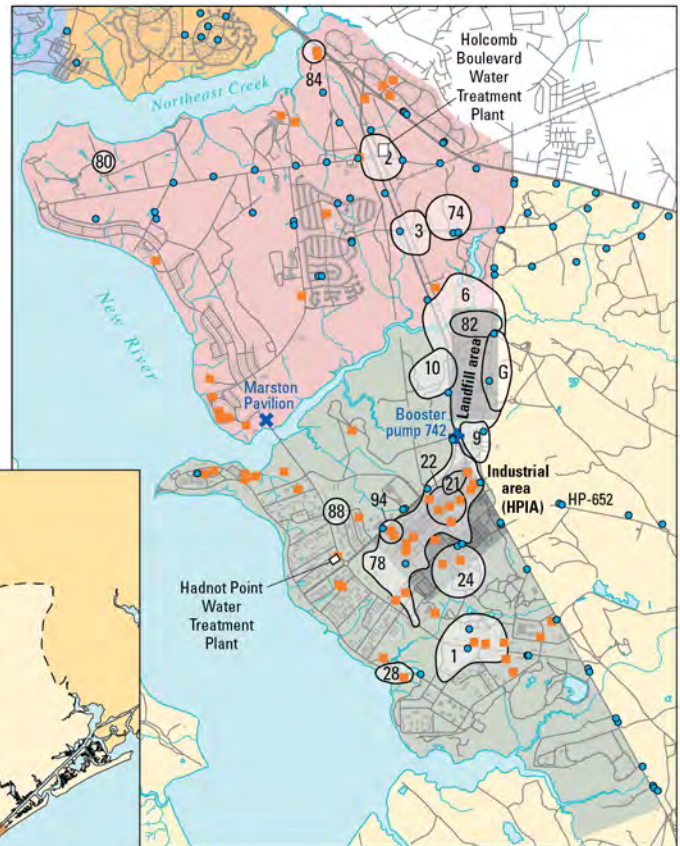 Holcomb
Boulevard
Water
Treatment
Plant
84
Northeast Creek
2
80
74
3
New River
6
82
Landfill area
10
G
Marston
Pavilion
Booster
pump 742
9
22
Industrial
area
(HPIA)
21
HP-652
94
88
78
24
Hadnot Point
Water
Treatment
Plant
1
28